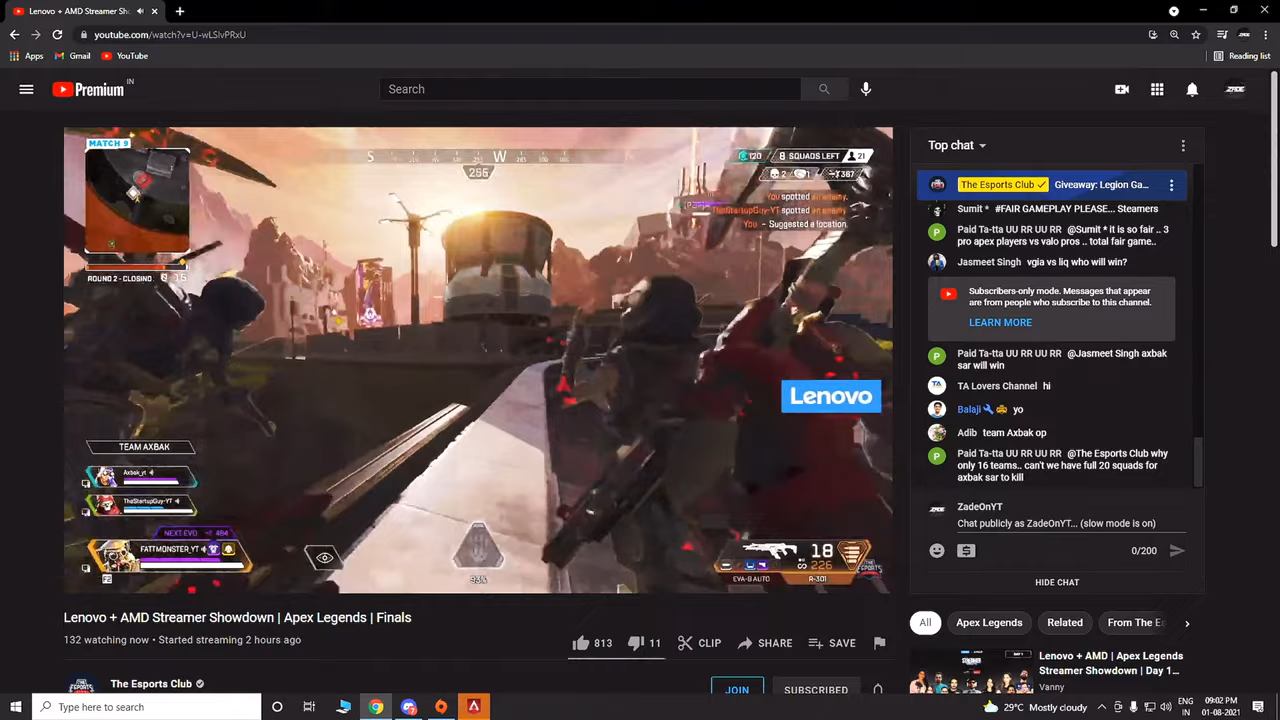 Lenovo + AMD Streamer Sho
youtube.com/watch?v=U-wLSlvPRxU
Apps
Gmail
YouTube
Reading list
Premium
IN
Search
MATCH 9
S
W
255
120
8 SQUADS LEFT
21
2
1
387
You spotted an enemy.
TheStartupGuy-YT spotted an enemy.
You - Suggested a location.
ROUND 2 - CLOSING
:15
Lenovo
TEAM AXBAK
Axbak_yt
TheStartupGuy-YT
NEXT EVO
484
FATTMONSTER_YT
F2
93%
18
226
EVA-8 AUTO
R-301
Top chat
The Esports Club
Giveaway: Legion Ga...
Sumit * #FAIR GAMEPLAY PLEASE... Streamers
Paid Ta-tta UU RR UU RR @Sumit * it is so fair .. 3
pro apex players vs valo pros .. total fair game..
Jasmeet Singh vgia vs liq who will win?
Subscribers-only mode. Messages that appear
are from people who subscribe to this channel.
LEARN MORE
Paid Ta-tta UU RR UU RR @Jasmeet Singh axbak
sar will win
TA Lovers Channel hi
Balaji yo
Adib team Axbak op
Paid Ta-tta UU RR UU RR @The Esports Club why
only 16 teams.. can't we have full 20 squads for
axbak sar to kill
ZadeOnYT
Chat publicly as ZadeOnYT... (slow mode is on)
0/200
HIDE CHAT
Lenovo + AMD Streamer Showdown | Apex Legends | Finals
132 watching now • Started streaming 2 hours ago
813
11
CLIP
SHARE
SAVE
The Esports Club
JOIN
SUBSCRIBED
All
Apex Legends
Related
From The Es
Lenovo + AMD | Apex Legends
Streamer Showdown | Day 1...
Vanny
Type here to search
29°C Mostly cloudy
ENG
IN
09:02 PM
01-08-2021